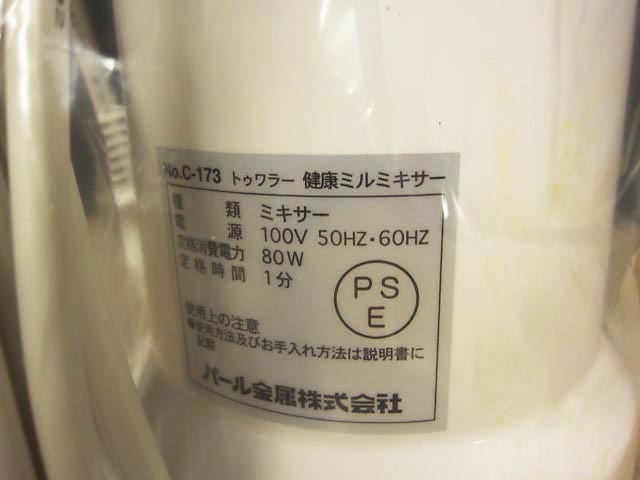 No.C-173 トゥワラー 健康ミルミキサー
種 類 ミキサー
電 源 100V 50HZ・60HZ
定格消費電力 80W
定格時間 1分
PS
E
使用上の注意
●使用方法及びお手入れ方法は説明書に
記載
パール金属株式会社